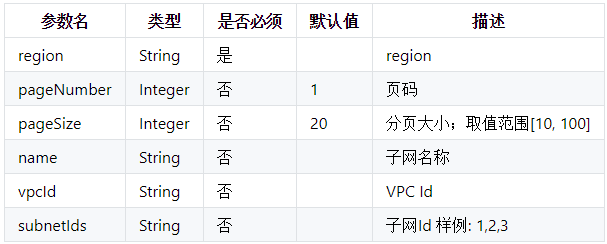 参数名 类型 是否必须 默认值 描述
region String 是 region
pageNumber Integer 否 1 页码
pageSize Integer 否 20 分页大小；取值范围[10, 100]
name String 否 子网名称
vpcId String 否 VPC Id
subnetIds String 否 子网Id 样例: 1,2,3